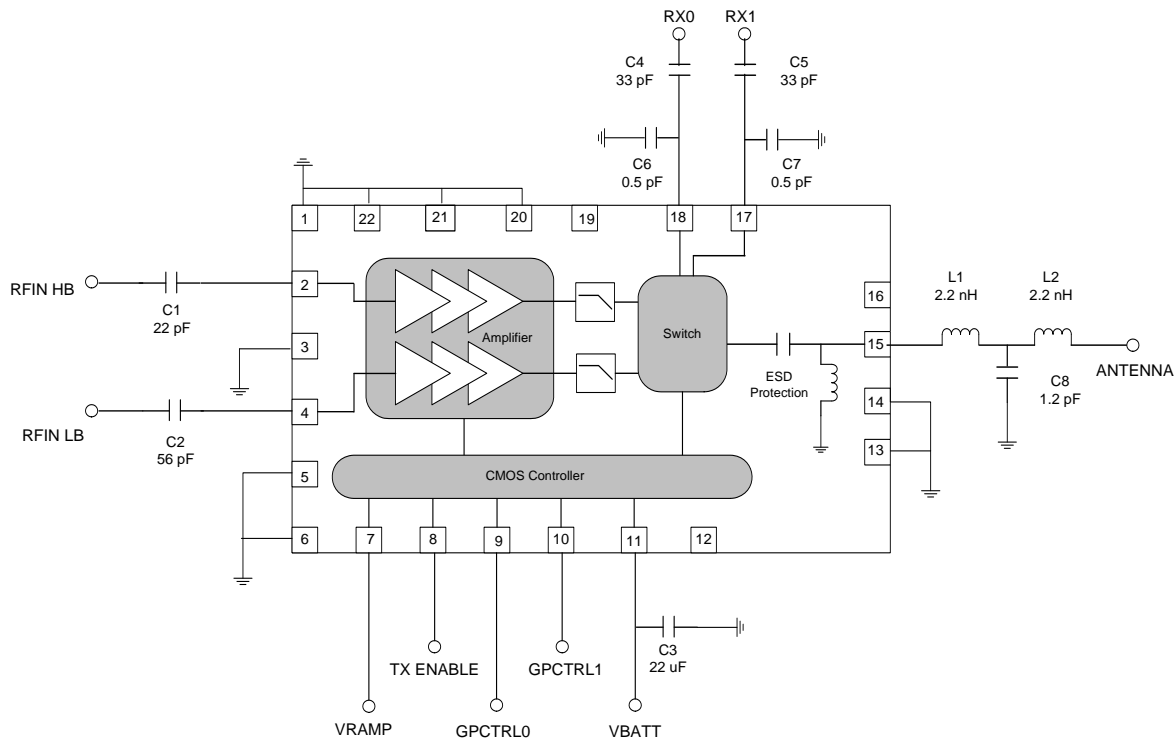 RX0 RX1
C4
33 pF
C5
33 pF
C6
0.5 pF
C7
0.5 pF
1 22 21 20 19 18 17
RFIN HB
C1
22 pF
2
3
RFIN LB
C2
56 pF
4
5
6
Amplifier
Switch
ESD
Protection
CMOS Controller
16
15
14
13
L1
2.2 nH
L2
2.2 nH
C8
1.2 pF
ANTENNA
7 8 9 10 11 12
C3
22 uF
TX ENABLE GPCTRL1
VRAMP GPCTRL0 VBATT